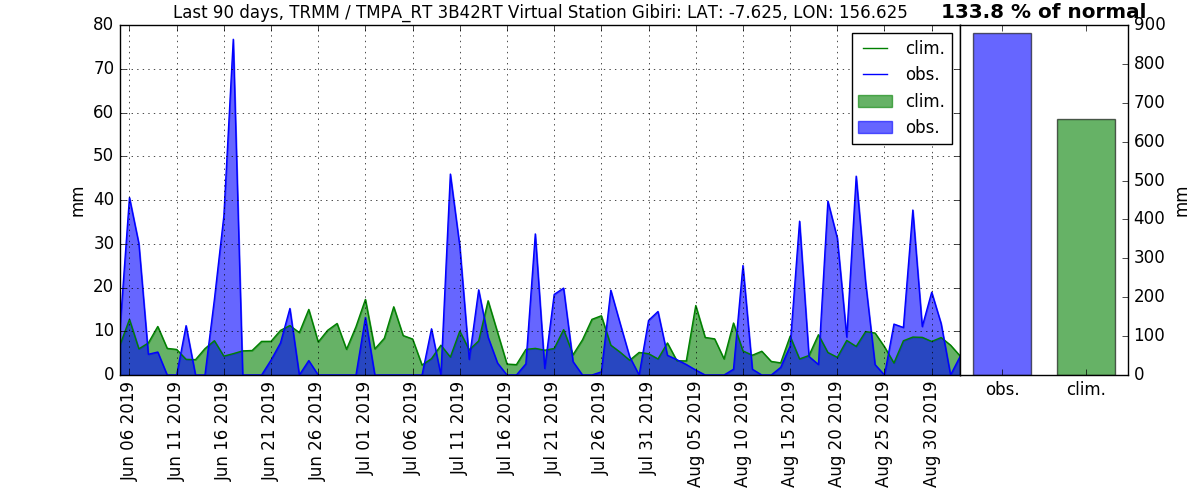 Last 90 days, TRMM / TMPA_RT 3B42RT Virtual Station Gibiri: LAT: -7.625, LON: 156.625
133.8 % of normal
80
70
60
50
40
30
20
10
0
mm
clim.
obs.
clim.
obs.
900
800
700
600
500
400
300
200
100
0
mm
obs.
clim.
Jun 06 2019
Jun 11 2019
Jun 16 2019
Jun 21 2019
Jun 26 2019
Jul 01 2019
Jul 06 2019
Jul 11 2019
Jul 16 2019
Jul 21 2019
Jul 26 2019
Jul 31 2019
Aug 05 2019
Aug 10 2019
Aug 15 2019
Aug 20 2019
Aug 25 2019
Aug 30 2019